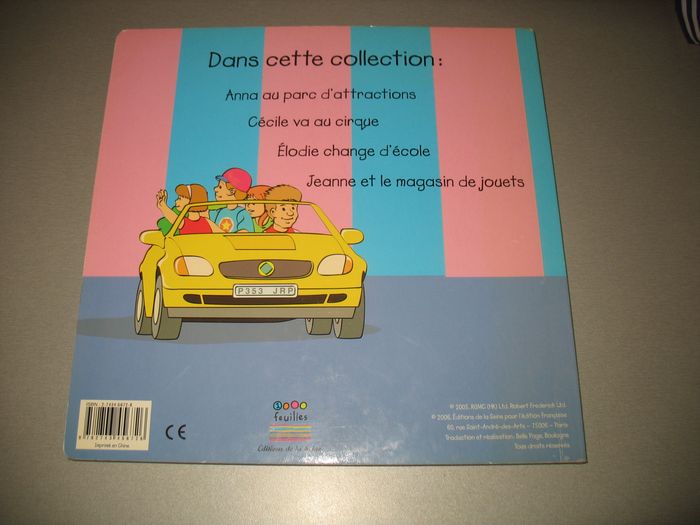 Dans cette collection :
Anna au parc d'attractions
Cécile va au cirque
Élodie change d'école
Jeanne et le magasin de jouets
P353 JRP
Imprimé en Chine
CE
feuilles
Éditions de la
© 2005, RGMC (HK) Ltd. Robert Frederick Ltd.
© 2006, Éditions de la Seine pour l'édition française
60, rue Saint-André-des-Arts - 75006 - Paris
Traduction et réalisation : Belle Page, Boulogne
Tous droits réservés